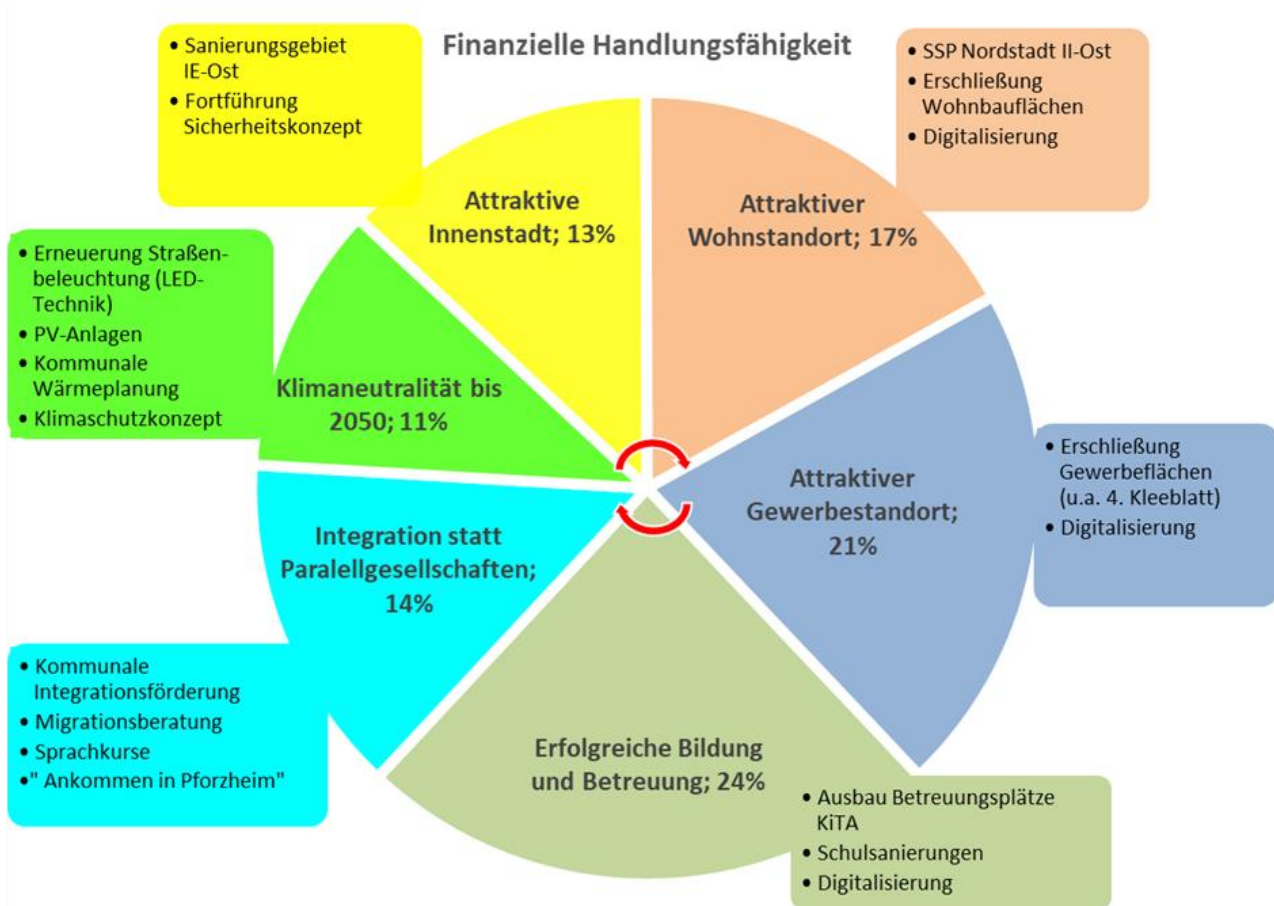 Finanzielle Handlungsfähigkeit
• Sanierungsgebiet
IE-Ost
• Fortführung
Sicherheitskonzept
Attraktive
Innenstadt; 13%
• SSP Nordstadt II-Ost
• Erschließung
Wohnbauflächen
• Digitalisierung
Attraktiver
Wohnstandort; 17%
• Erneuerung Straßen-
beleuchtung (LED-
Technik)
• PV-Anlagen
• Kommunale
Wärmeplanung
• Klimaschutzkonzept
Klimaneutralität bis
2050; 11%
Attraktiver
Gewerbestandort;
21%
• Erschließung
Gewerbeflächen
(u.a. 4. Kleeblatt)
• Digitalisierung
Integration statt
Paralellgesellschaften;
14%
• Kommunale
Integrationsförderung
• Migrationsberatung
• Sprachkurse
•" Ankommen in Pforzheim"
Erfolgreiche Bildung
und Betreuung; 24%
• Ausbau Betreuungsplätze
KiTA
• Schulsanierungen
• Digitalisierung